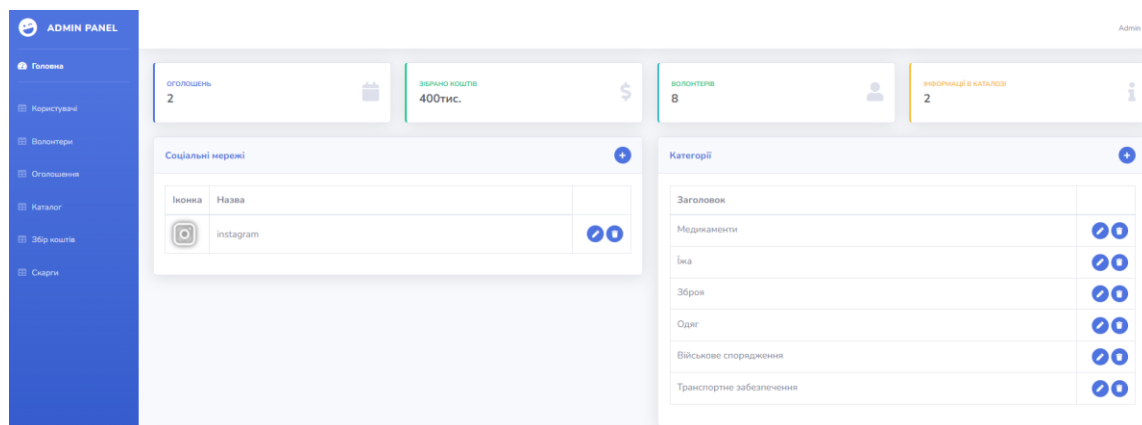 ADMIN PANEL
Admin
Головна
Користувачі
Волонтери
Оголошення
Каталог
Збір коштів
Скарги
ОГОЛОШЕНЬ
2
ЗІБРАНО КОШТІВ
400тис.
ВОЛОНТЕРІВ
8
ІНФОРМАЦІЇ В КАТАЛОЗІ
2
Соціальні мережі
Іконка Назва
instagram
Категорії
Заголовок
Медикаменти
Їжа
Зброя
Одяг
Військове спорядження
Транспортне забезпечення